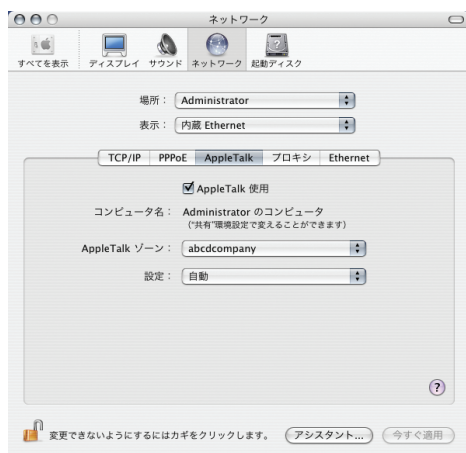 ネットワーク
すべてを表示 ディスプレイ サウンド ネットワーク 起動ディスク
場所： Administrator
表示： 内蔵 Ethernet
TCP/IP PPPoE AppleTalk プロキシ Ethernet
AppleTalk 使用
コンピュータ名： Administrator のコンピュータ
（“共有”環境設定で変えることができます）
AppleTalk ゾーン： abcdcompany
設定： 自動
?
変更できないようにするにはカギをクリックします。 アシスタント... 今すぐ適用